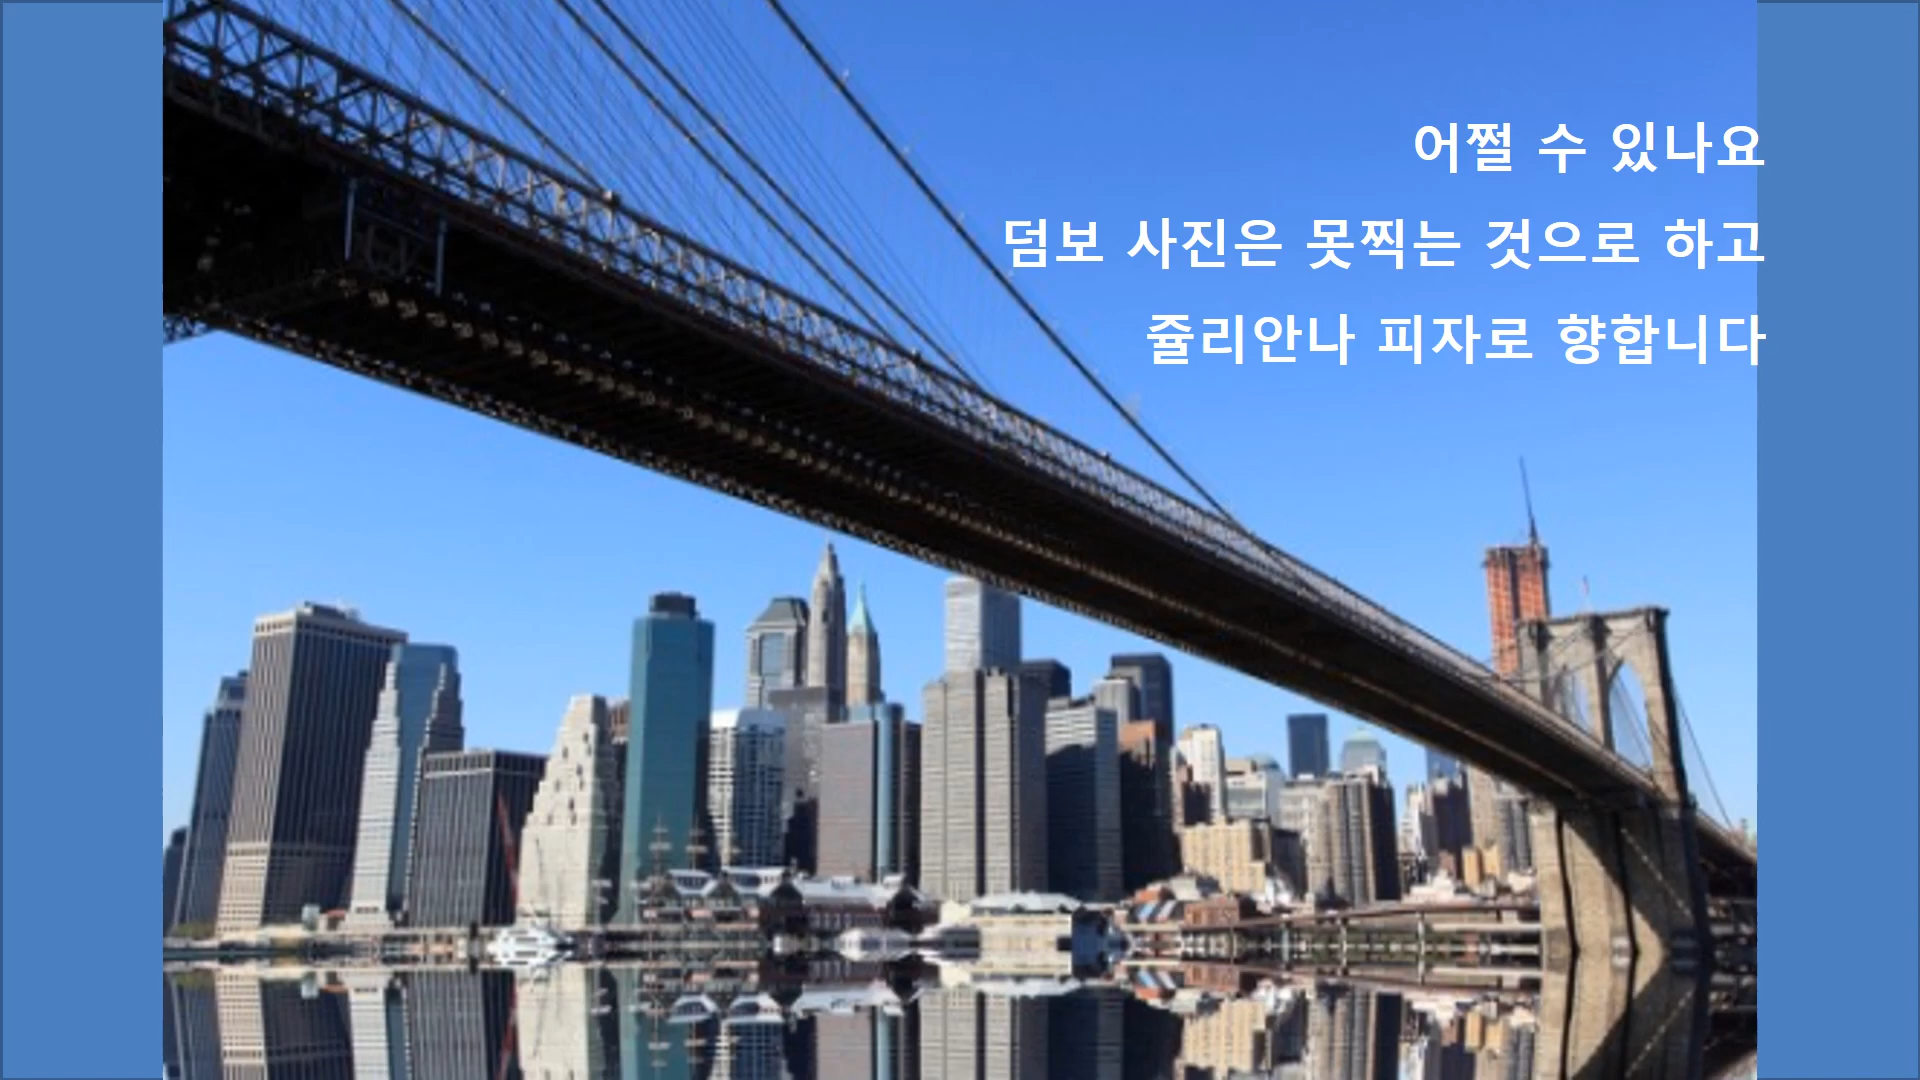 어쩔 수 있나요
덤보 사진은 못찍는 것으로 하고
쥴리안나 피자로 향합니다